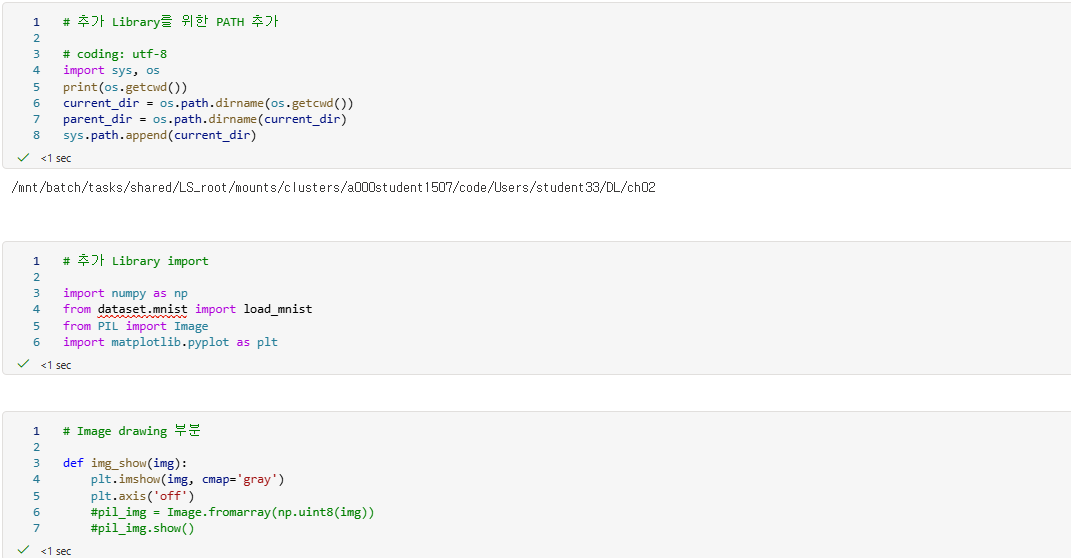 1 # 추가 Library를 위한 PATH 추가
2
3 # coding: utf-8
4 import sys, os
5 print(os.getcwd())
6 current_dir = os.path.dirname(os.getcwd())
7 parent_dir = os.path.dirname(current_dir)
8 sys.path.append(current_dir)
<1 sec
/mnt/batch/tasks/shared/LS_root/mounts/clusters/a000student1507/code/Users/student33/DL/ch02
1 # 추가 Library import
2
3 import numpy as np
4 from dataset.mnist import load_mnist
5 from PIL import Image
6 import matplotlib.pyplot as plt
<1 sec
1 # Image drawing 부분
2
3 def img_show(img):
4     plt.imshow(img, cmap='gray')
5     plt.axis('off')
6     #pil_img = Image.fromarray(np.uint8(img))
7     #pil_img.show()
<1 sec